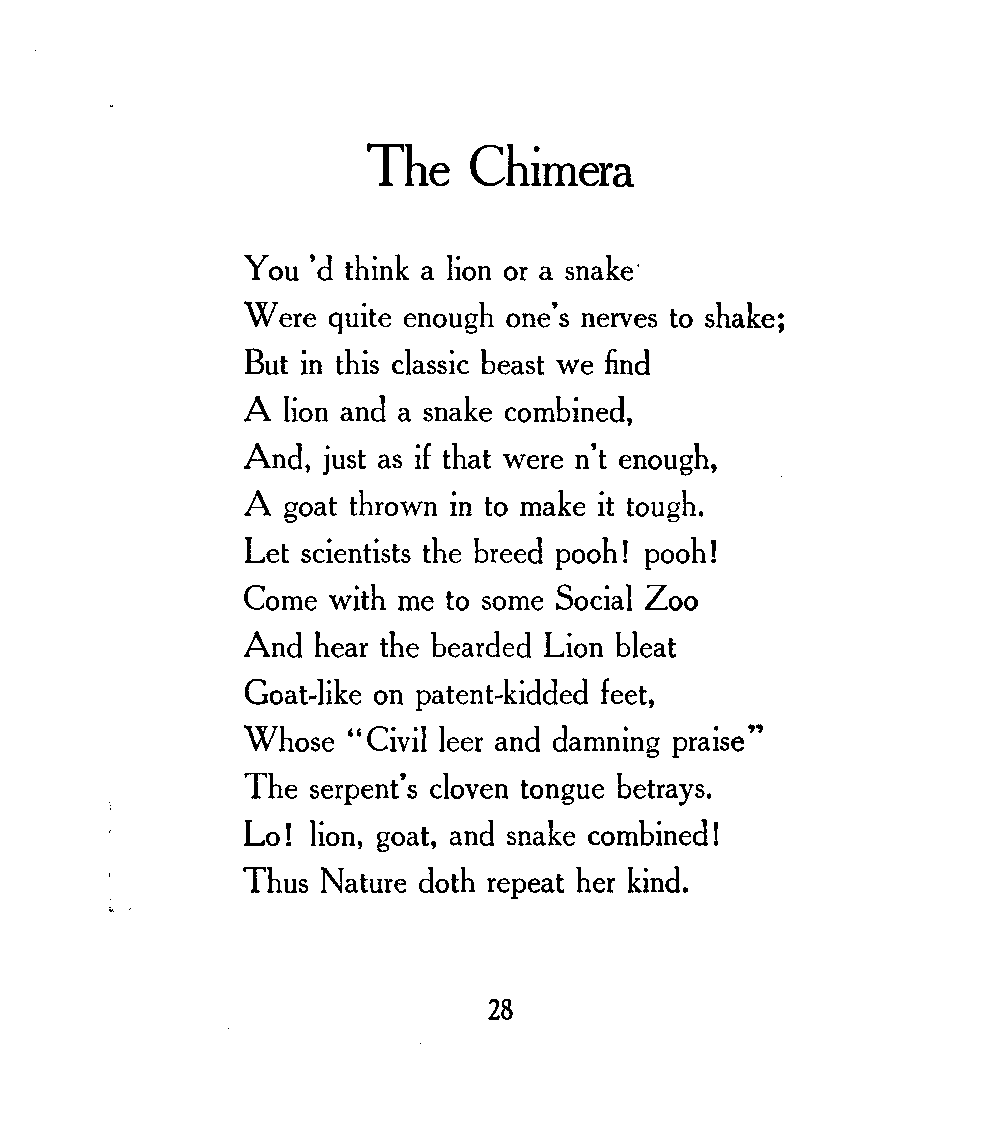 The Chimera
You 'd think a lion or a snake
Were quite enough one's nerves to shake;
But in this classic beast we find
A lion and a snake combined,
And, just as if that were n't enough,
A goat thrown in to make it tough.
Let scientists the breed pooh! pooh!
Come with me to some Social Zoo
And hear the bearded Lion bleat
Goat-like on patent-kidded feet,
Whose "Civil leer and damning praise"
The serpent's cloven tongue betrays.
Lo! lion, goat, and snake combined!
Thus Nature doth repeat her kind.
28